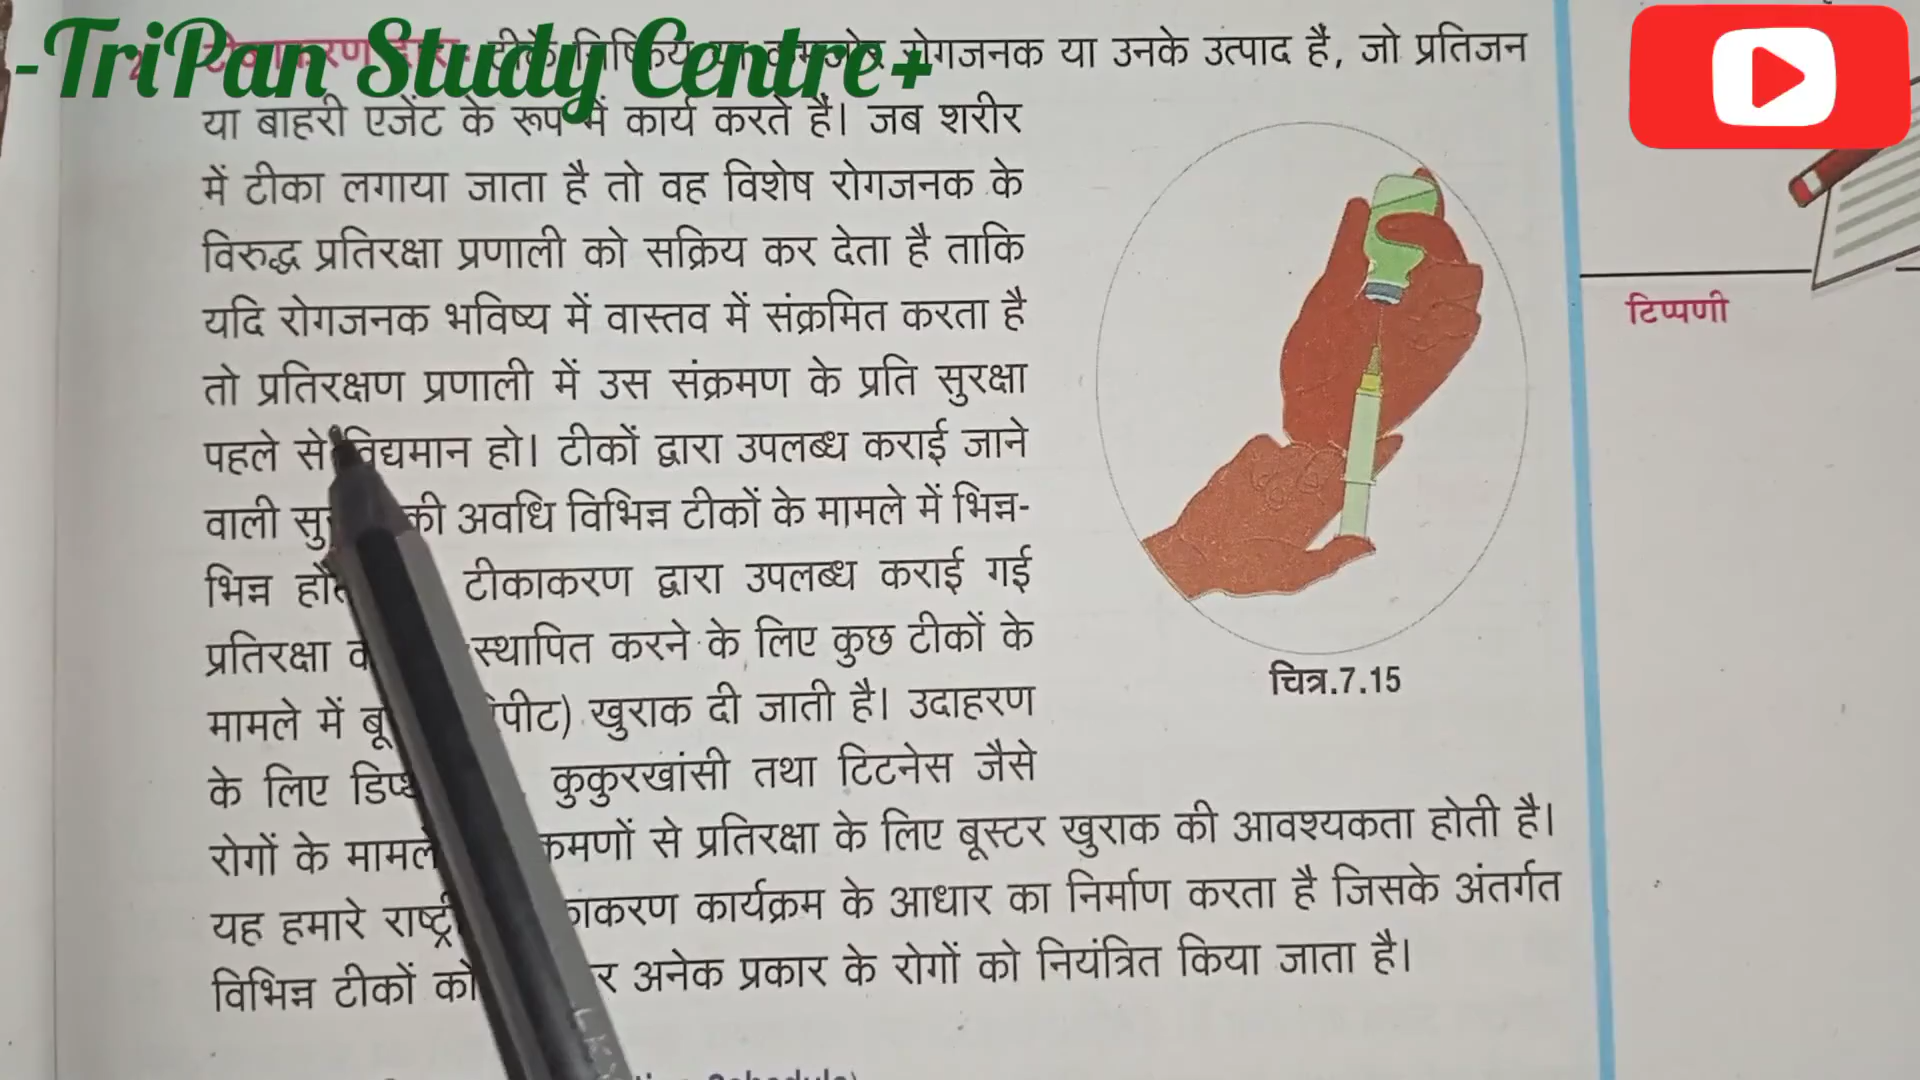 -TriPan Study Centre+
रोगजनक या उनके उत्पाद हैं, जो प्रतिजन
या बाहरी एजेंट के रूप में कार्य करते हैं। जब शरीर
में टीका लगाया जाता है तो वह विशेष रोगजनक के
विरुद्ध प्रतिरक्षा प्रणाली को सक्रिय कर देता है ताकि
यदि रोगजनक भविष्य में वास्तव में संक्रमित करता है
तो प्रतिरक्षण प्रणाली में उस संक्रमण के प्रति सुरक्षा
पहले से विद्यमान हो। टीकों द्वारा उपलब्ध कराई जाने
वाली की अवधि विभिन्न टीकों के मामले में भिन्न-
भिन्न टीकाकरण द्वारा उपलब्ध कराई गई
प्रतिरक्षा स्थापित करने के लिए कुछ टीकों के
मामले में खुराक दी जाती है। उदाहरण
के लिए कुकुरखांसी तथा टिटनेस जैसे
रोगों के से प्रतिरक्षा के लिए बूस्टर खुराक की आवश्यकता होती है।
यह हमारे कार्यक्रम के आधार का निर्माण करता है जिसके अंतर्गत
विभिन्न टीकों अनेक प्रकार के रोगों को नियंत्रित किया जाता है।
चित्र.7.15
टिप्पणी